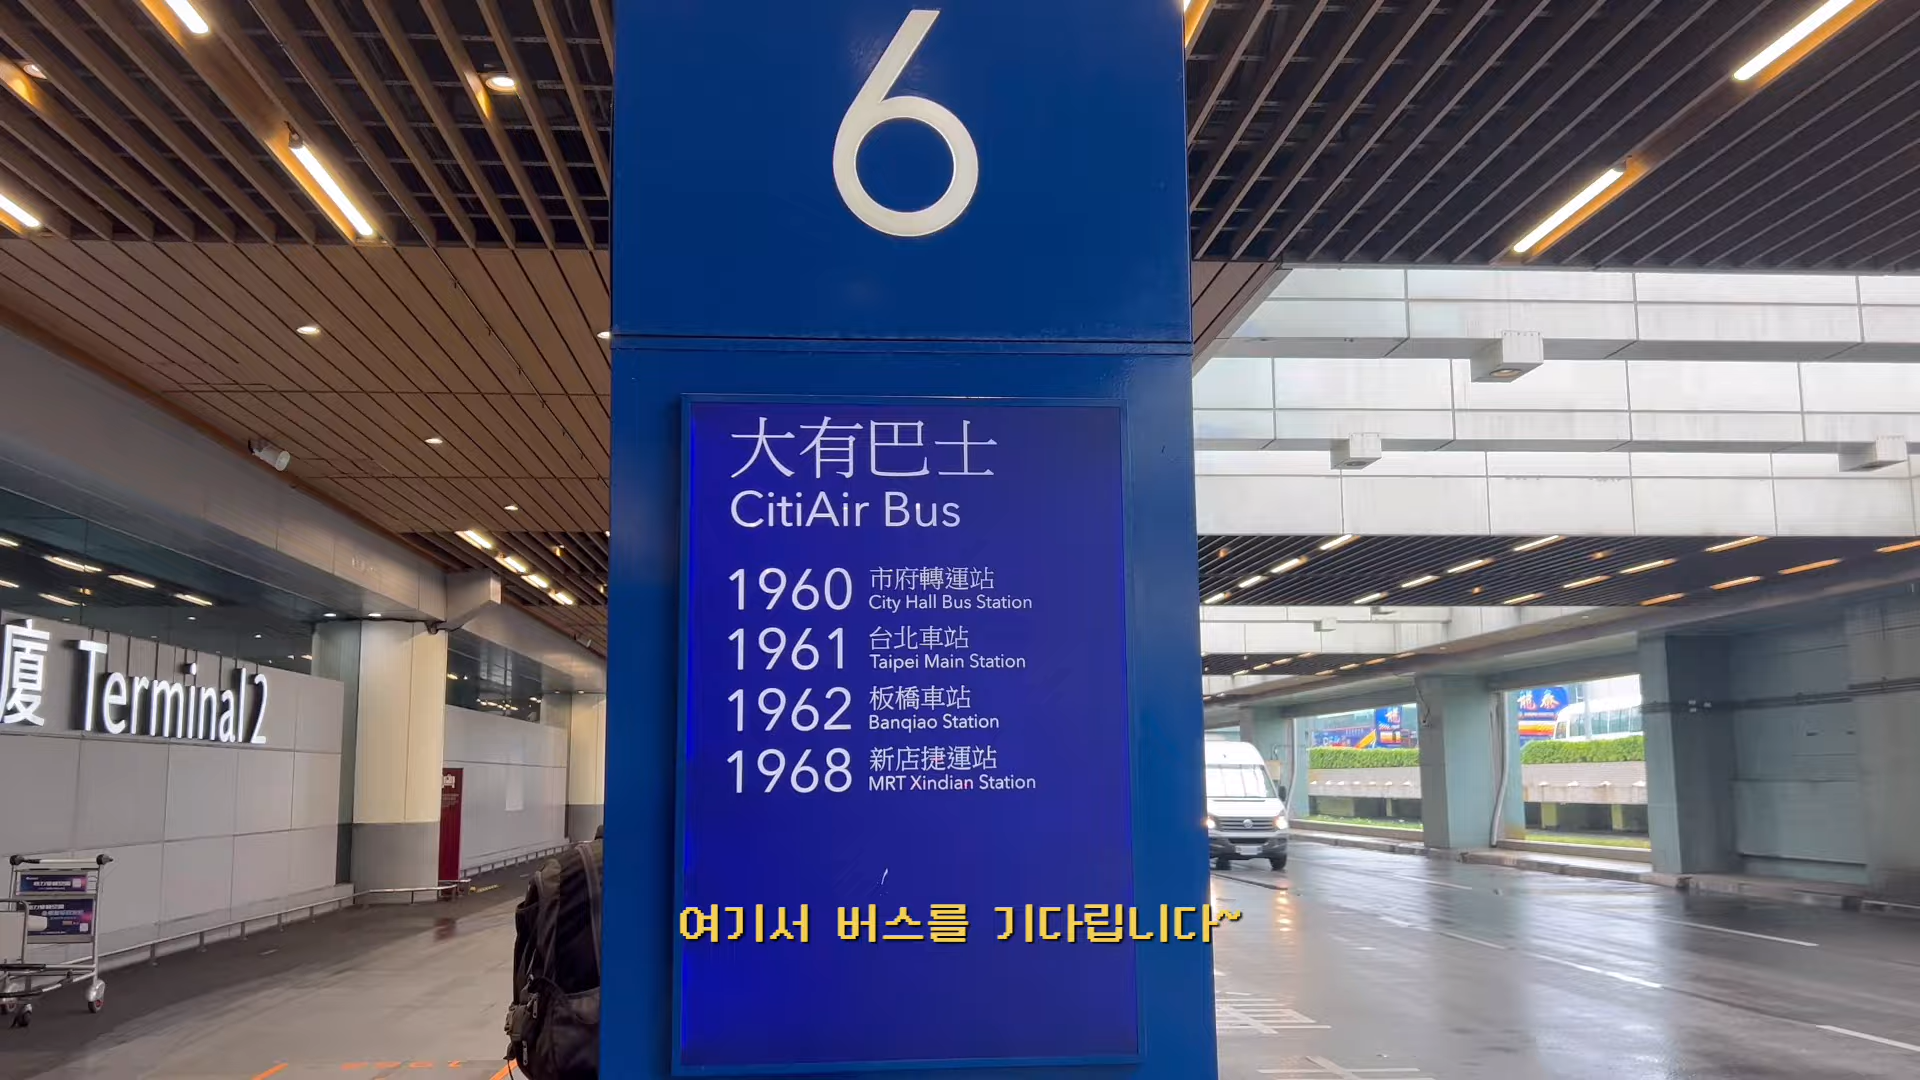 6
大有巴士
CitiAir Bus
1960 市府轉運站
City Hall Bus Station
1961 台北車站
Taipei Main Station
1962 板橋車站
Banqiao Station
1968 新店捷運站
MRT Xindian Station
廈 Terminal 2
여기서 버스를 기다립니다~